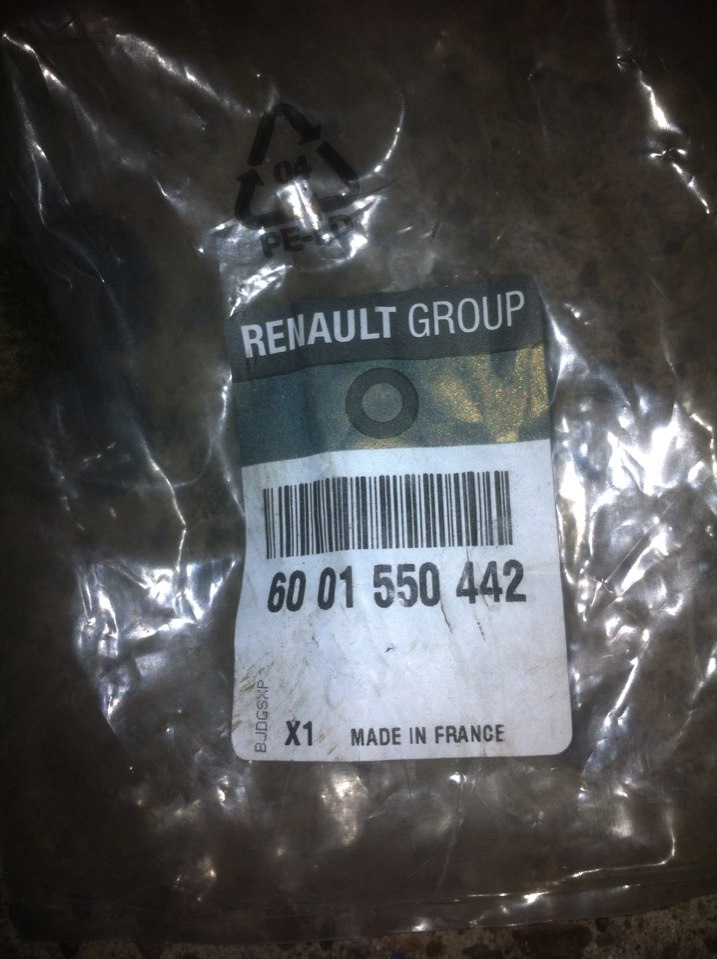 04
PE-LD
RENAULT GROUP
60 01 550 442
BJDGSXP
X1 MADE IN FRANCE